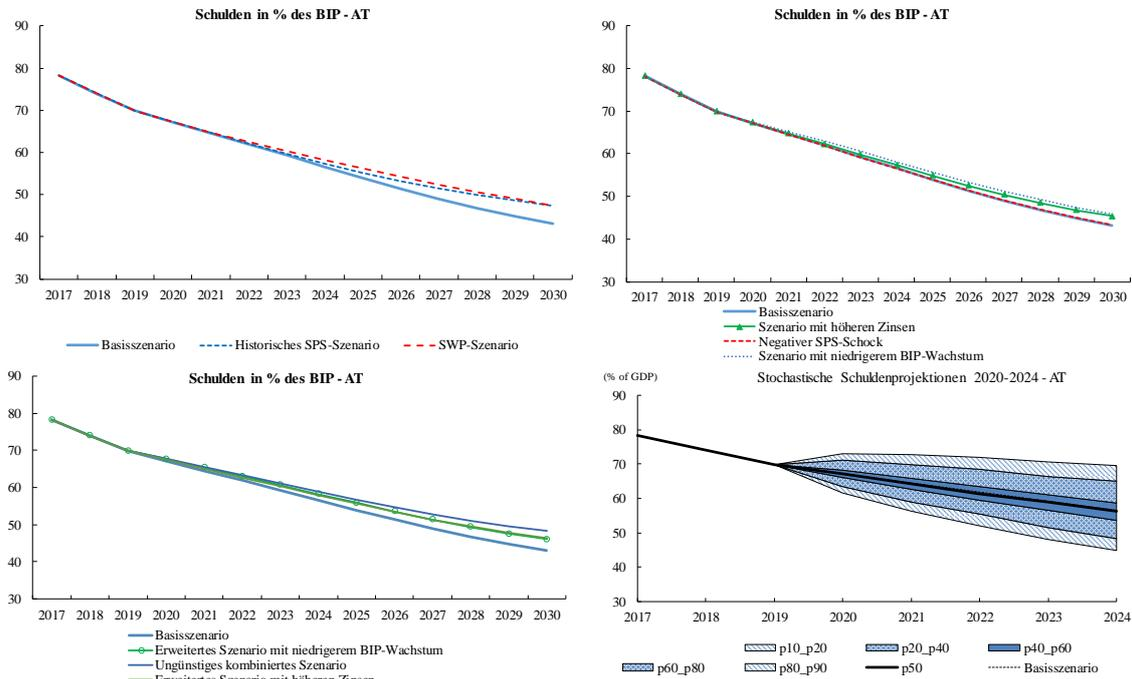 Schulden in % des BIP - AT
90
80
70
60
50
40
30
2017 2018 2019 2020 2021 2022 2023 2024 2025 2026 2027 2028 2029 2030
Basisszenario Historisches SPS-Szenario SWP-Szenario
Schulden in % des BIP - AT
90
80
70
60
50
40
30
2017 2018 2019 2020 2021 2022 2023 2024 2025 2026 2027 2028 2029 2030
Basisszenario
Szenario mit höheren Zinsen
Negativer SPS-Schock
Szenario mit niedrigerem BIP-Wachstum
Schulden in % des BIP - AT
90
80
70
60
50
40
30
2017 2018 2019 2020 2021 2022 2023 2024 2025 2026 2027 2028 2029 2030
Basisszenario
Erweitertes Szenario mit niedrigerem BIP-Wachstum
Ungünstiges kombiniertes Szenario
Erweitertes Szenario mit höheren Zinsen
(% of GDP) Stochastische Schuldenprojektionen 2020-2024 - AT
90
80
70
60
50
40
30
2017 2018 2019 2020 2021 2022 2023 2024
p10_p20 p20_p40 p40_p60
p60_p80 p80_p90 p50 Basisszenario